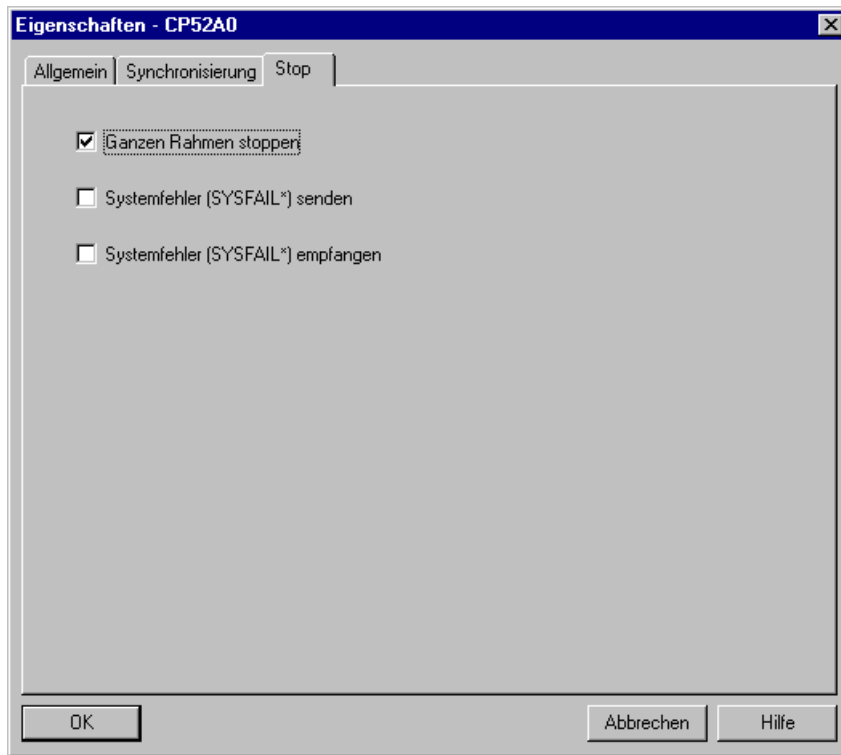 Eigenschaften - CP52A0
Allgemein Synchronisierung Stop
Ganzen Rahmen stoppen
Systemfehler (SYSFAIL*) senden
Systemfehler (SYSFAIL*) empfangen
OK Abbrechen Hilfe